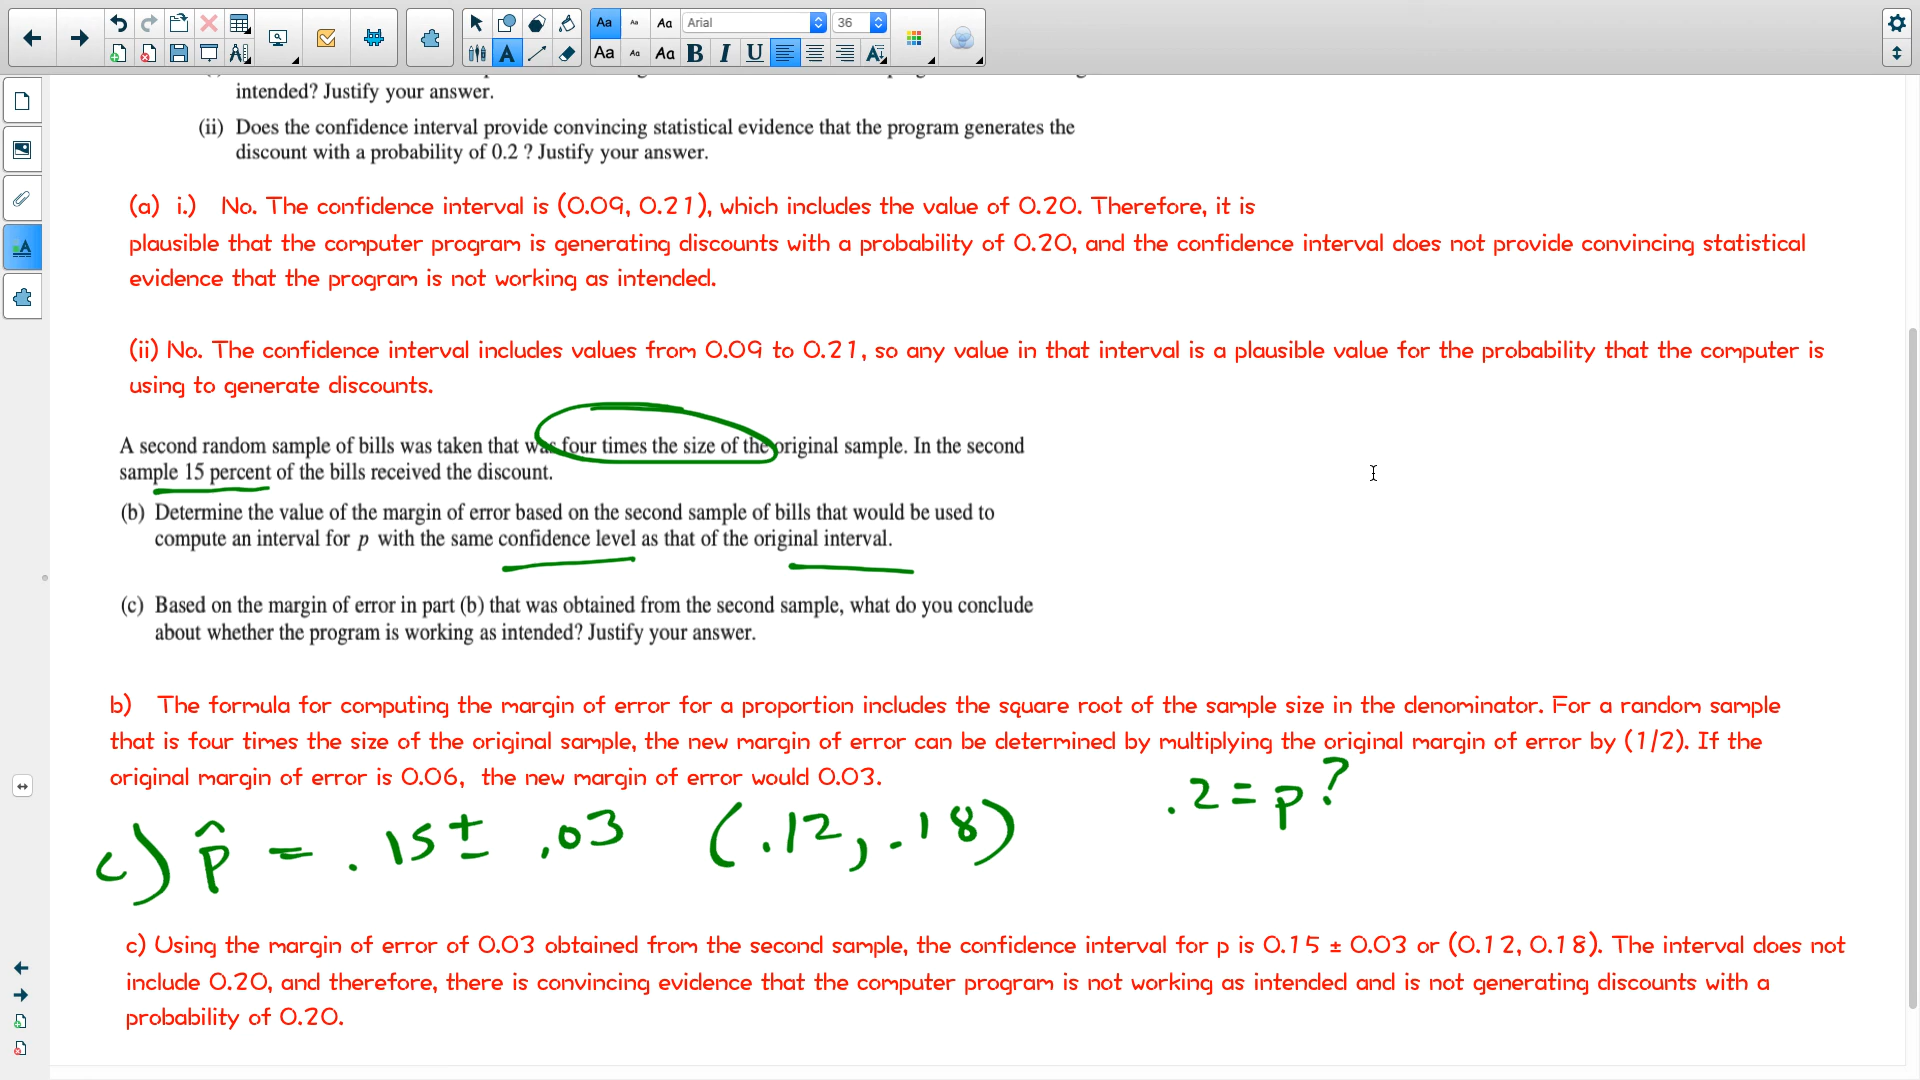 Arial
36
Aa Aa Aa
Aa Aa Aa B I U
intended? Justify your answer.
(ii) Does the confidence interval provide convincing statistical evidence that the program generates the
discount with a probability of 0.2 ? Justify your answer.
(a) i.) No. The confidence interval is (0.09, 0.21), which includes the value of 0.20. Therefore, it is
plausible that the computer program is generating discounts with a probability of 0.20, and the confidence interval does not provide convincing statistical
evidence that the program is not working as intended.
(ii) No. The confidence interval includes values from 0.09 to 0.21, so any value in that interval is a plausible value for the probability that the computer is
using to generate discounts.
A second random sample of bills was taken that was four times the size of the original sample. In the second
sample 15 percent of the bills received the discount.
(b) Determine the value of the margin of error based on the second sample of bills that would be used to
compute an interval for p with the same confidence level as that of the original interval.
(c) Based on the margin of error in part (b) that was obtained from the second sample, what do you conclude
about whether the program is working as intended? Justify your answer.
b) The formula for computing the margin of error for a proportion includes the square root of the sample size in the denominator. For a random sample
that is four times the size of the original sample, the new margin of error can be determined by multiplying the original margin of error by (1/2). If the
original margin of error is 0.06, the new margin of error would 0.03.
.2 = p?
c) p̂ = .15 ± .03 (.12, .18)
c) Using the margin of error of 0.03 obtained from the second sample, the confidence interval for p is 0.15 ± 0.03 or (0.12, 0.18). The interval does not
include 0.20, and therefore, there is convincing evidence that the computer program is not working as intended and is not generating discounts with a
probability of 0.20.